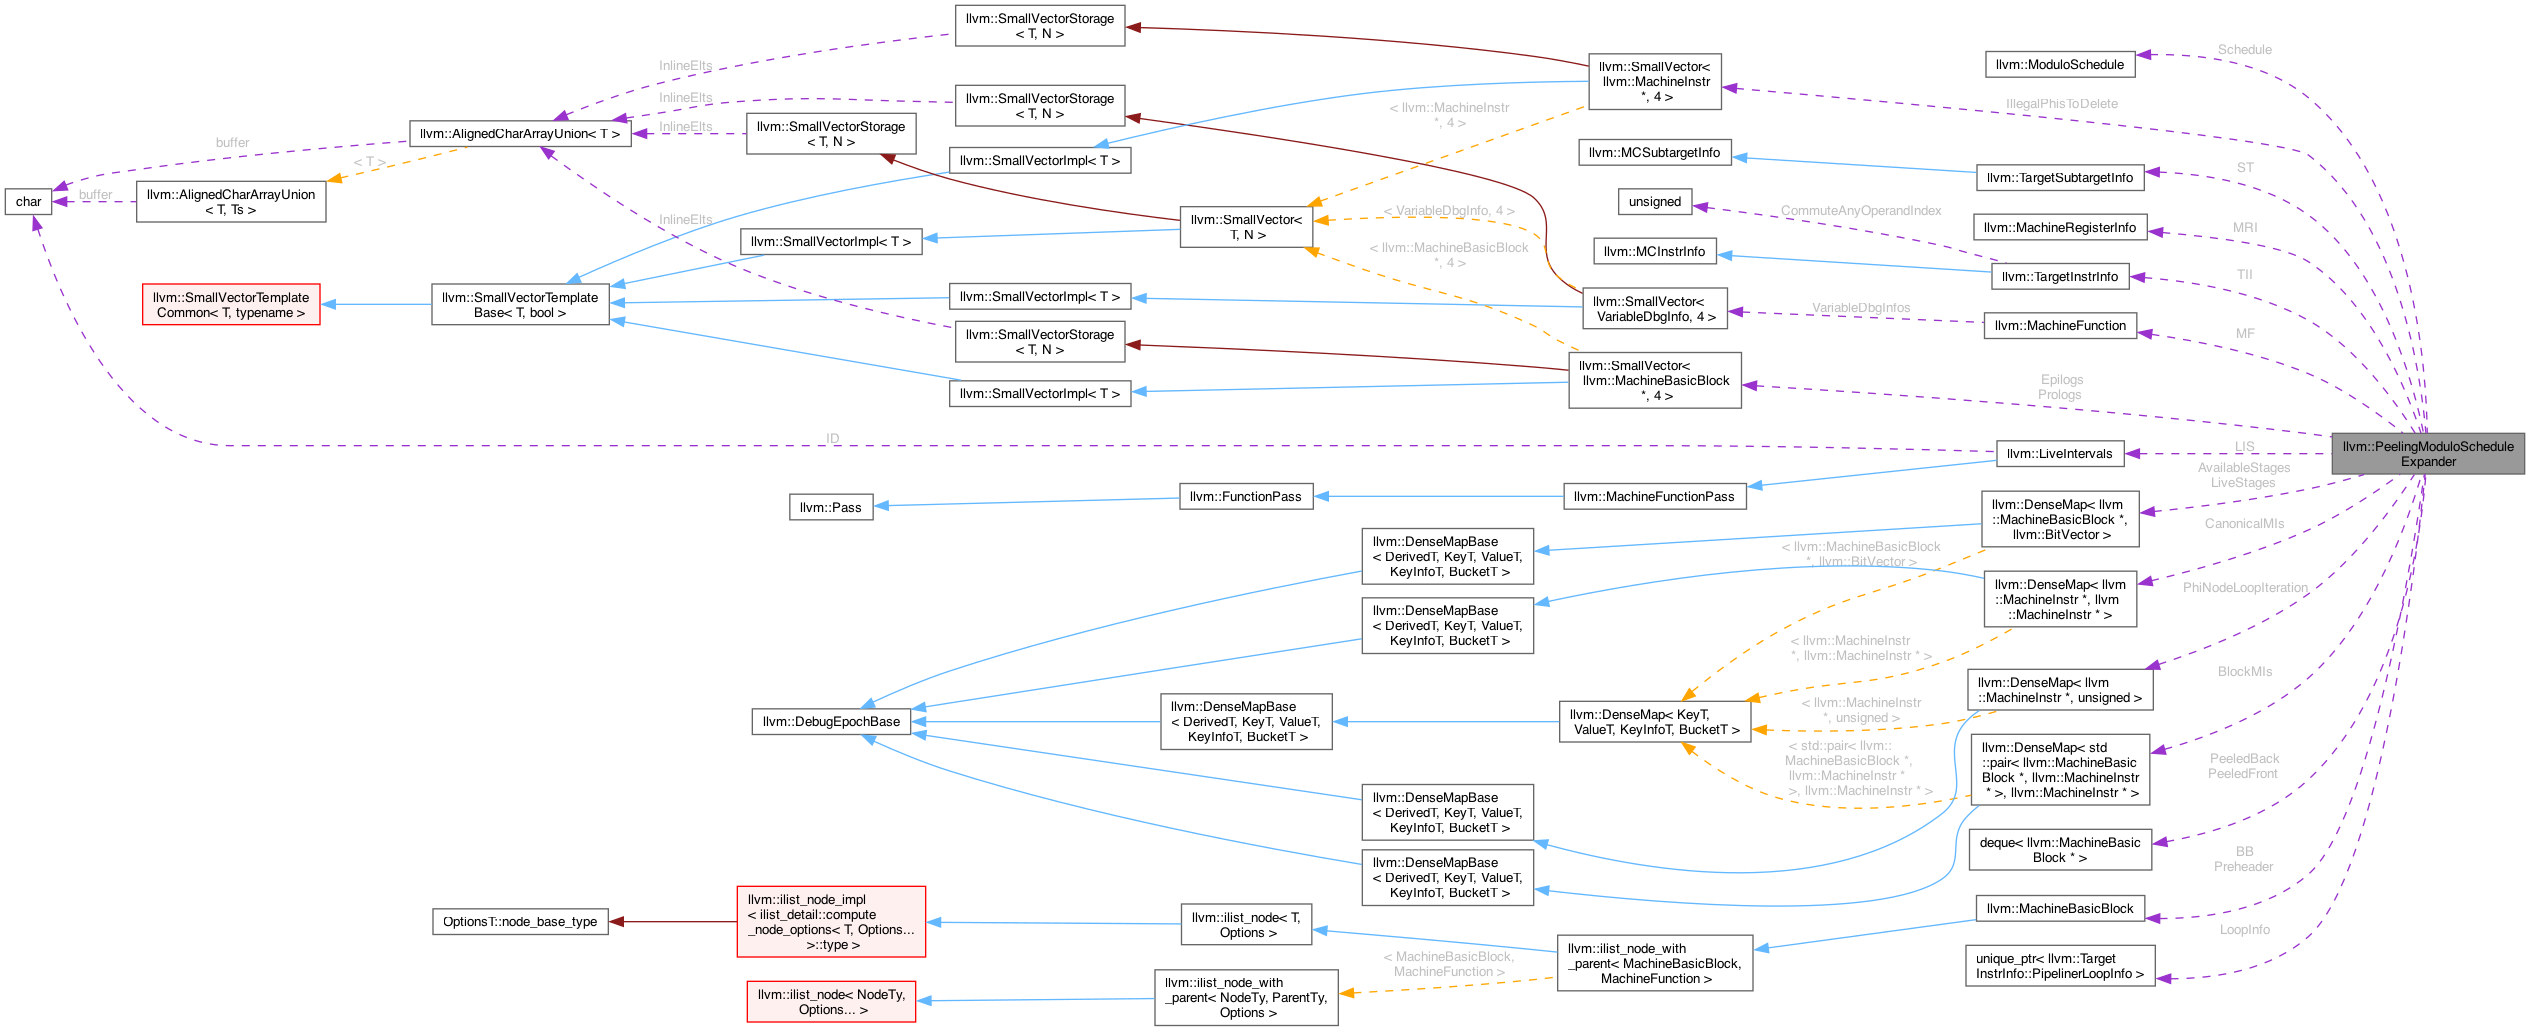 llvm::SmallVectorStorage
< T, N >
llvm::ModuloSchedule
Schedule
InlineElts
llvm::SmallVector<
llvm::MachineInstr
*, 4 >
IllegalPhisToDelete
llvm::SmallVectorStorage
< T, N >
InlineElts
< llvm::MachineInstr
*, 4 >
llvm::AlignedCharArrayUnion< T >
InlineElts
llvm::SmallVectorStorage
< T, N >
buffer
< T >
llvm::SmallVectorImpl< T >
llvm::MCSubtargetInfo
llvm::TargetSubtargetInfo
ST
char
buffer
llvm::AlignedCharArrayUnion
< T, Ts >
unsigned
CommuteAnyOperandIndex
llvm::SmallVector<
T, N >
< VariableDbgInfo, 4 >
InlineElts
llvm::MachineRegisterInfo
MRI
llvm::SmallVectorImpl< T >
< llvm::MachineBasicBlock
*, 4 >
llvm::MCInstrInfo
llvm::TargetInstrInfo
TII
llvm::SmallVectorTemplate
Common< T, typename >
llvm::SmallVectorTemplate
Base< T, bool >
llvm::SmallVectorImpl< T >
llvm::SmallVector<
VariableDbgInfo, 4 >
VariableDbgInfos
llvm::MachineFunction
MF
llvm::SmallVectorStorage
< T, N >
llvm::SmallVector<
llvm::MachineBasicBlock
*, 4 >
llvm::SmallVectorImpl< T >
Epilogs
Prologs
ID
llvm::LiveIntervals
LIS
llvm::PeelingModuloSchedule
Expander
AvailableStages
LiveStages
llvm::Pass
llvm::FunctionPass
llvm::MachineFunctionPass
llvm::DenseMap< llvm
::MachineBasicBlock *,
llvm::BitVector >
CanonicalMIs
llvm::DenseMapBase
< DerivedT, KeyT, ValueT,
KeyInfoT, BucketT >
< llvm::MachineBasicBlock
*, llvm::BitVector >
llvm::DenseMap< llvm
::MachineInstr *, llvm
::MachineInstr * >
PhiNodeLoopIteration
llvm::DenseMapBase
< DerivedT, KeyT, ValueT,
KeyInfoT, BucketT >
< llvm::MachineInstr
*, llvm::MachineInstr * >
llvm::DenseMap< llvm
::MachineInstr *, unsigned >
BlockMIs
llvm::DebugEpochBase
llvm::DenseMapBase
< DerivedT, KeyT, ValueT,
KeyInfoT, BucketT >
llvm::DenseMap< KeyT,
ValueT, KeyInfoT, BucketT >
< llvm::MachineInstr
*, unsigned >
< std::pair< llvm::
MachineBasicBlock *,
llvm::MachineInstr *
>, llvm::MachineInstr * >
llvm::DenseMap< std
::pair< llvm::MachineBasic
Block *, llvm::MachineInstr
* >, llvm::MachineInstr * >
PeeledBack
PeeledFront
llvm::DenseMapBase
< DerivedT, KeyT, ValueT,
KeyInfoT, BucketT >
deque< llvm::MachineBasic
Block * >
BB
Preheader
llvm::DenseMapBase
< DerivedT, KeyT, ValueT,
KeyInfoT, BucketT >
OptionsT::node_base_type
llvm::ilist_node_impl
< ilist_detail::compute
_node_options< T, Options...
>::type >
llvm::ilist_node< T,
Options >
llvm::MachineBasicBlock
LoopInfo
llvm::ilist_node_with
_parent< MachineBasicBlock,
MachineFunction >
< MachineBasicBlock,
MachineFunction >
unique_ptr< llvm::Target
InstrInfo::PipelinerLoopInfo >
llvm::ilist_node< NodeTy,
Options... >
llvm::ilist_node_with
_parent< NodeTy, ParentTy,
Options >